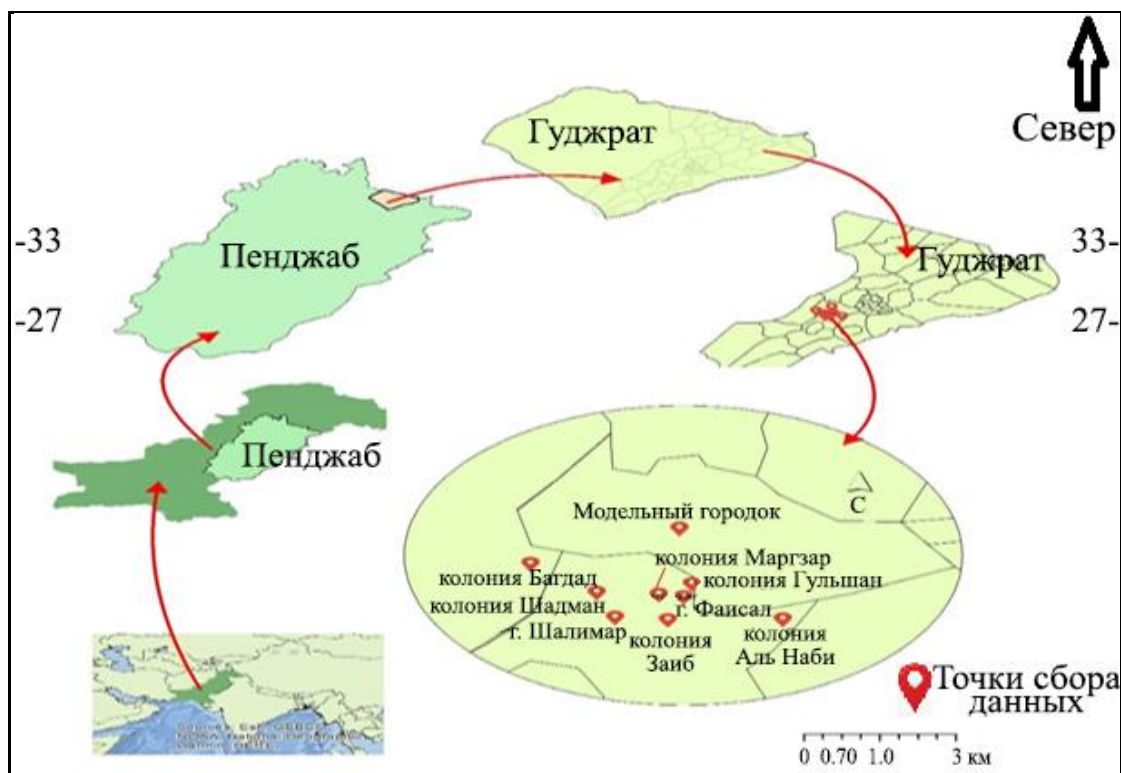 Север
Гуджрат
-33
Пенджаб
33-
Гуджрат
-27
27-
Пенджаб
С
Модельный городок
колония Маргзар
колония Багдад
колония Гульшан
колония Шадман
г. Фаисал
г. Шалимар
колония
Заиб
колония
Аль Наби
Точки сбора
данных
0 0.70 1.0 3 км